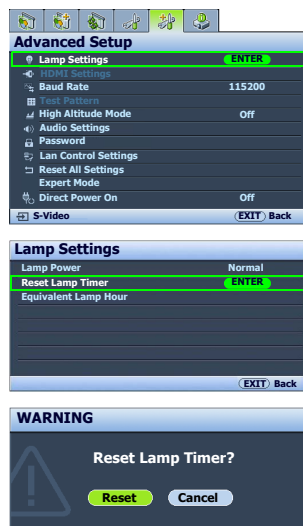 Advanced Setup
Lamp Settings ENTER
HDMI Settings
Baud Rate 115200
Test Pattern
High Altitude Mode Off
Audio Settings
Password
Lan Control Settings
Reset All Settings
Expert Mode
Direct Power On Off
S-Video EXIT Back
Lamp Settings
Lamp Power Normal
Reset Lamp Timer ENTER
Equivalent Lamp Hour
EXIT Back
WARNING
Reset Lamp Timer?
Reset Cancel